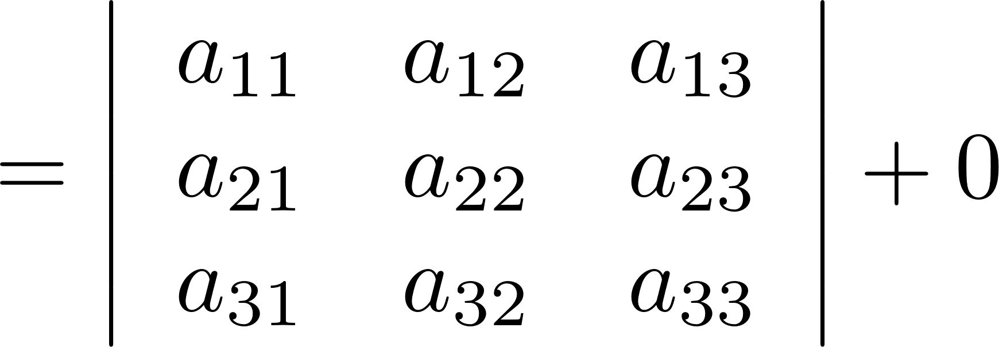 = | a₁₁ a₁₂ a₁₃ |
| a₂₁ a₂₂ a₂₃ | + 0
| a₃₁ a₃₂ a₃₃ |